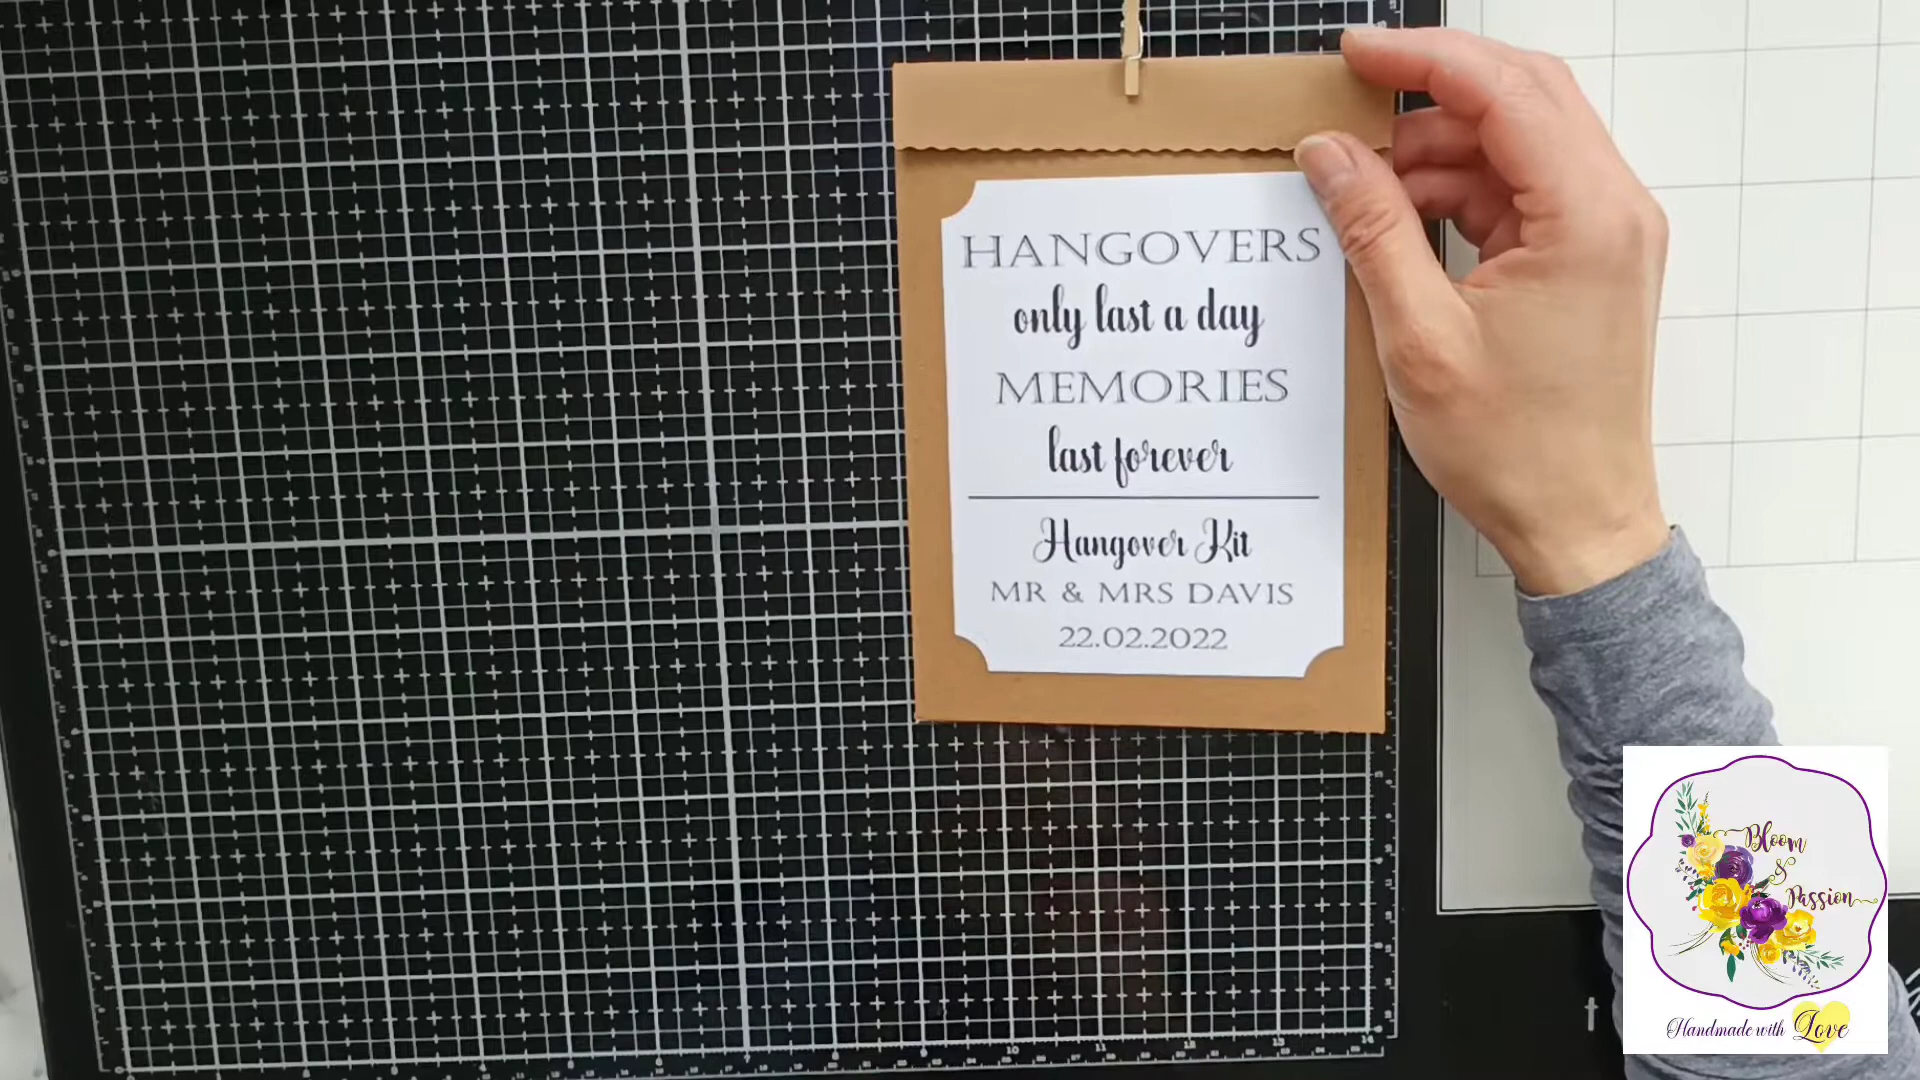 HANGOVERS
only last a day
MEMORIES
last forever
Hangover Kit
MR & MRS DAVIS
22.02.2022
Bloom
&
Passion
Handmade with Love